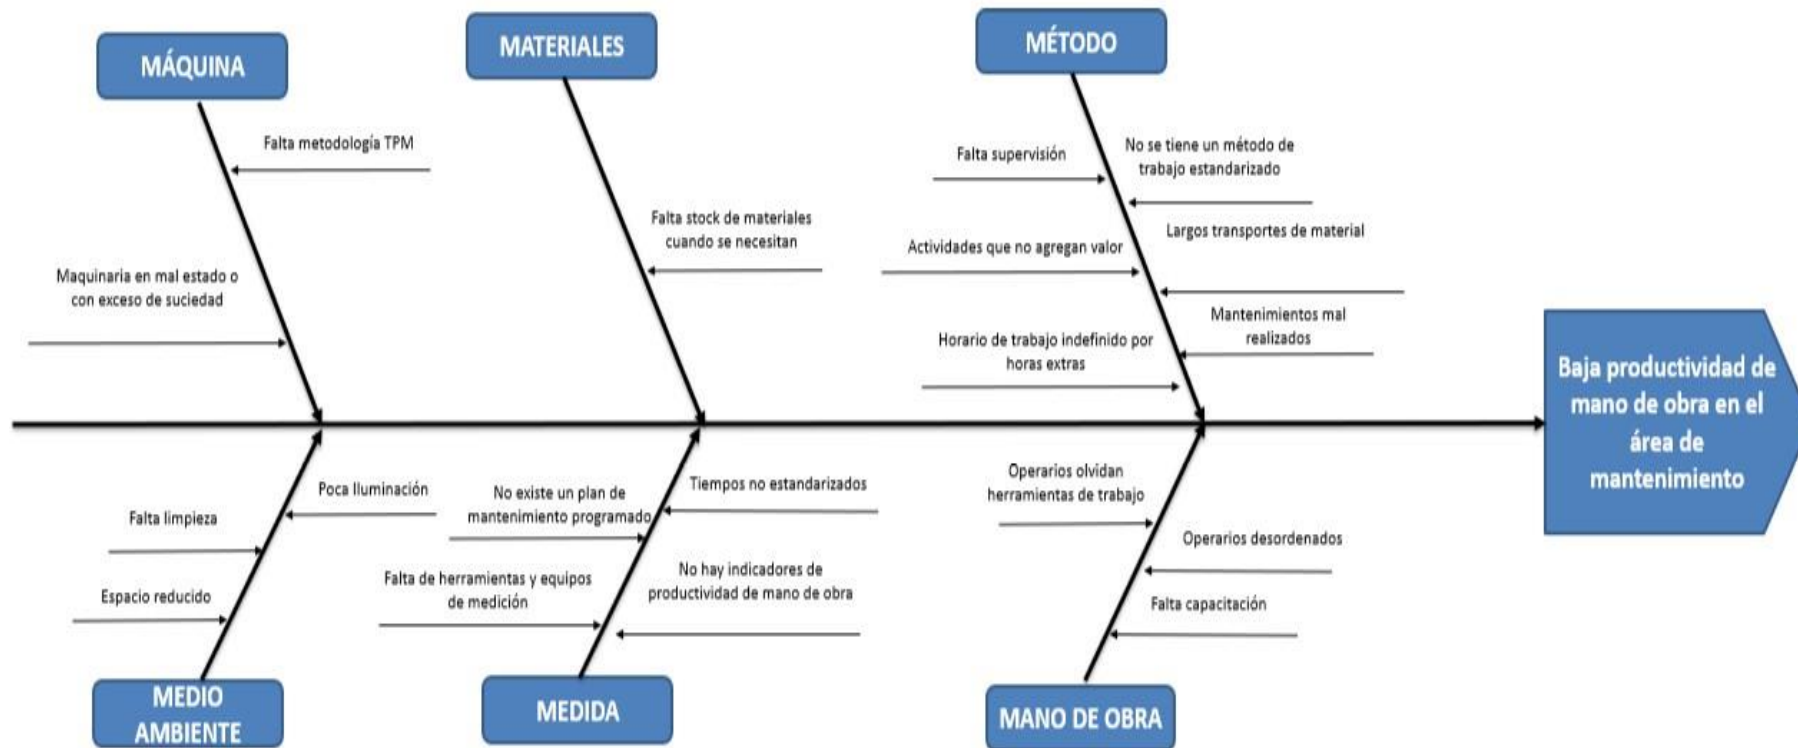 MÁQUINA
MATERIALES
MÉTODO
Falta metodología TPM
Maquinaria en mal estado o
con exceso de suciedad
Falta stock de materiales
cuando se necesitan
Falta supervisión
No se tiene un método de
trabajo estandarizado
Actividades que no agregan valor
Largos transportes de material
Horario de trabajo indefinido por
horas extras
Mantenimientos mal
realizados
Baja productividad de
mano de obra en el
área de
mantenimiento
Poca Iluminación
Falta limpieza
Espacio reducido
No existe un plan de
mantenimiento programado
Tiempos no estandarizados
Falta de herramientas y equipos
de medición
No hay indicadores de
productividad de mano de obra
Operarios olvidan
herramientas de trabajo
Operarios desordenados
Falta capacitación
MEDIO
AMBIENTE
MEDIDA
MANO DE OBRA